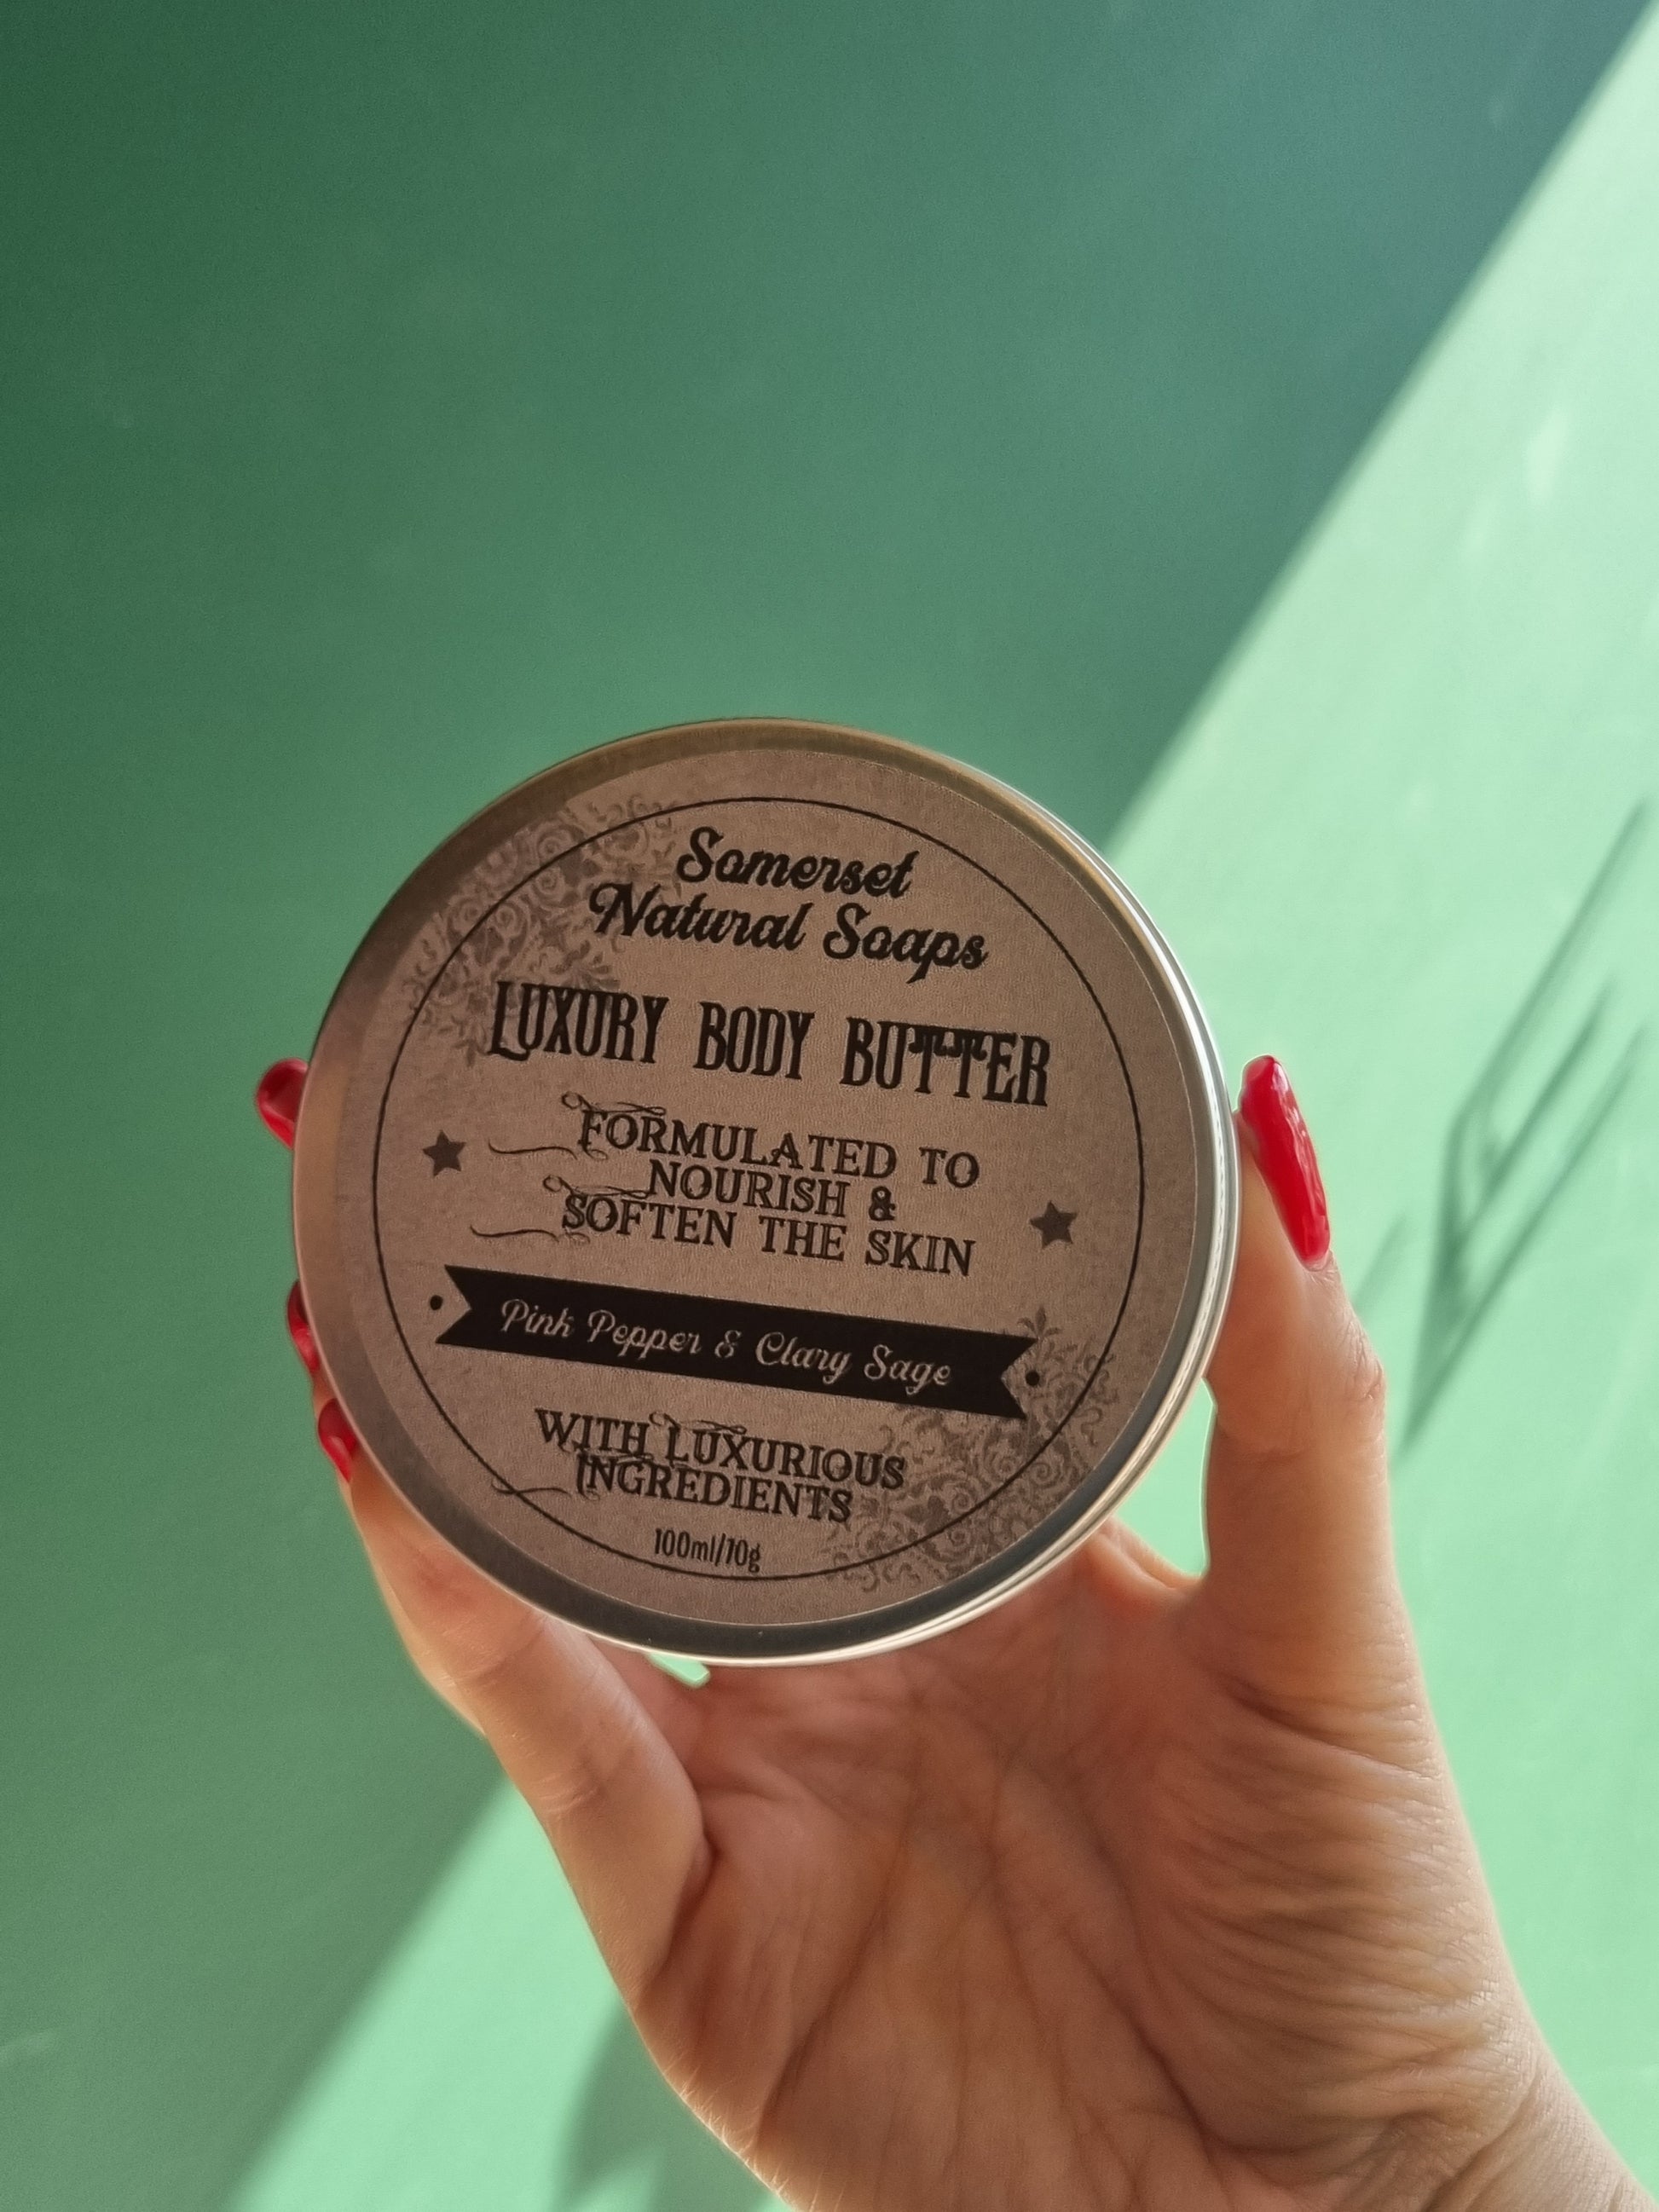 Somerset
Natural Soaps
LUXURY BODY BUTTER
FORMULATED TO
NOURISH &
SOFTEN THE SKIN
Pink Pepper & Clary Sage
WITH LUXURIOUS
INGREDIENTS
100ml/70g